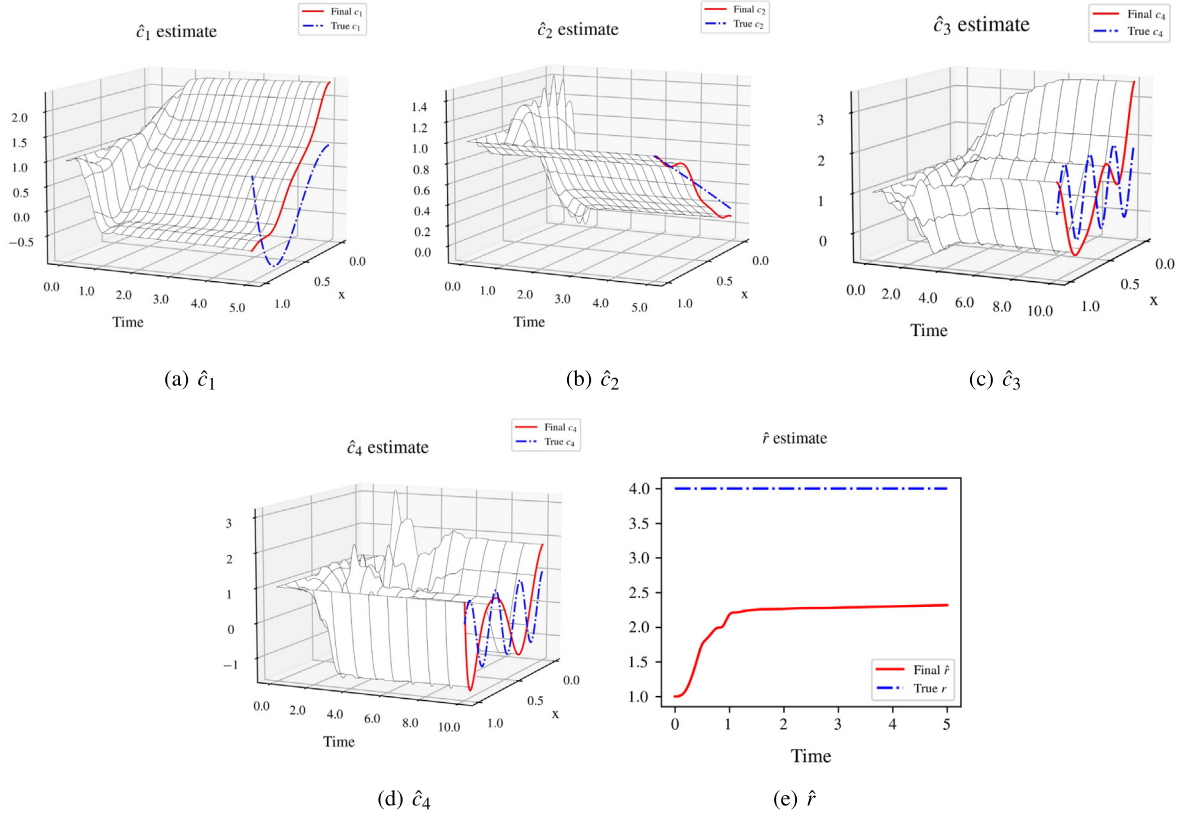 ĉ1 estimate
Final c1
True c1
2.0
1.5
1.0
0.5
0.0
−0.5
0.0 1.0 2.0 3.0 4.0 5.0
Time
1.0 0.5 0.0
x
(a) ĉ1
ĉ2 estimate
Final c2
True c2
1.4
1.2
1.0
0.8
0.6
0.4
0.2
0.0
0.0 1.0 2.0 3.0 4.0 5.0
Time
1.0 0.5 0.0
x
(b) ĉ2
ĉ3 estimate
Final c4
True c4
3
2
1
0
0.0 2.0 4.0 6.0 8.0 10.0
Time
1.0 0.5 0.0
x
(c) ĉ3
ĉ4 estimate
Final c4
True c4
3
2
1
0
−1
0.0 2.0 4.0 6.0 8.0 10.0
Time
1.0 0.5 0.0
x
(d) ĉ4
r̂ estimate
4.0
3.5
3.0
2.5
2.0
1.5
1.0
Final r̂
True r
0 1 2 3 4 5
Time
(e) r̂